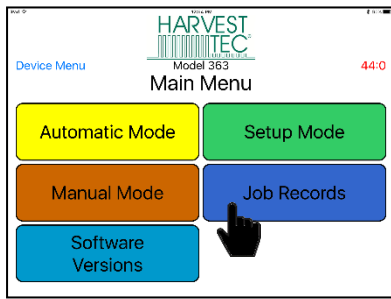 HARVEST
TEC
Device Menu
Model 363
44:0
Main Menu
Automatic Mode
Setup Mode
Manual Mode
Job Records
Software
Versions